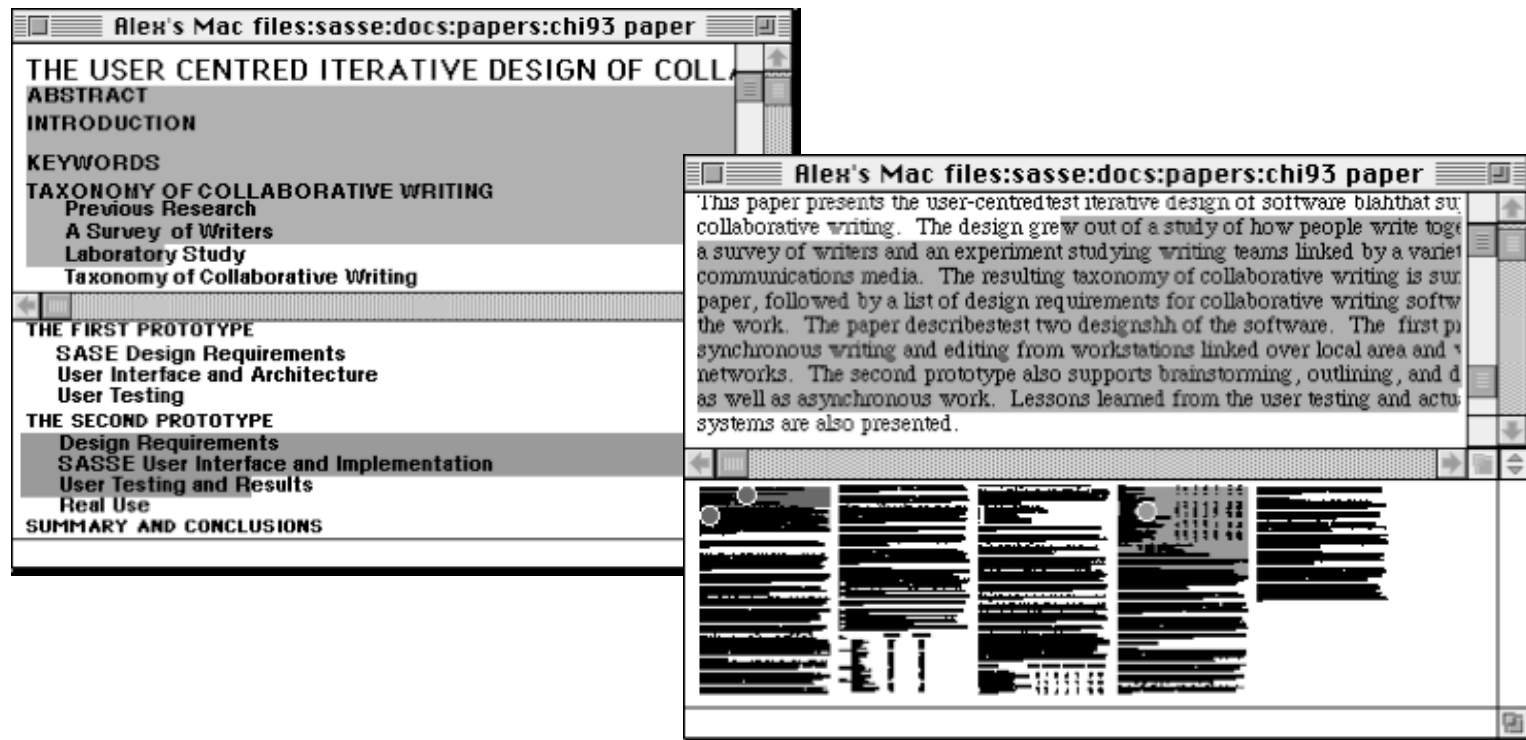 Alex's Mac files:sasse:docs:papers:chi93 paper
THE USER CENTRED ITERATIVE DESIGN OF COLLA
ABSTRACT
INTRODUCTION
KEYWORDS
TAXONOMY OF COLLABORATIVE WRITING
Previous Research
A Survey of Writers
Laboratory Study
Taxonomy of Collaborative Writing
THE FIRST PROTOTYPE
SASE Design Requirements
User Interface and Architecture
User Testing
THE SECOND PROTOTYPE
Design Requirements
SASSE User Interface and Implementation
User Testing and Results
Real Use
SUMMARY AND CONCLUSIONS
Alex's Mac files:sasse:docs:papers:chi93 paper
This paper presents the user-centredtest iterative design of software blahthat su
collaborative writing. The design grew out of a study of how people write toge
a survey of writers and an experiment studying writing teams linked by a variet
communications media. The resulting taxonomy of collaborative writing is sur
paper, followed by a list of design requirements for collaborative writing softw
the work. The paper describestest two designshh of the software. The first pr
synchronous writing and editing from workstations linked over local area and
networks. The second prototype also supports brainstorming, outlining, and d
as well as asynchronous work. Lessons learned from the user testing and actu
systems are also presented.